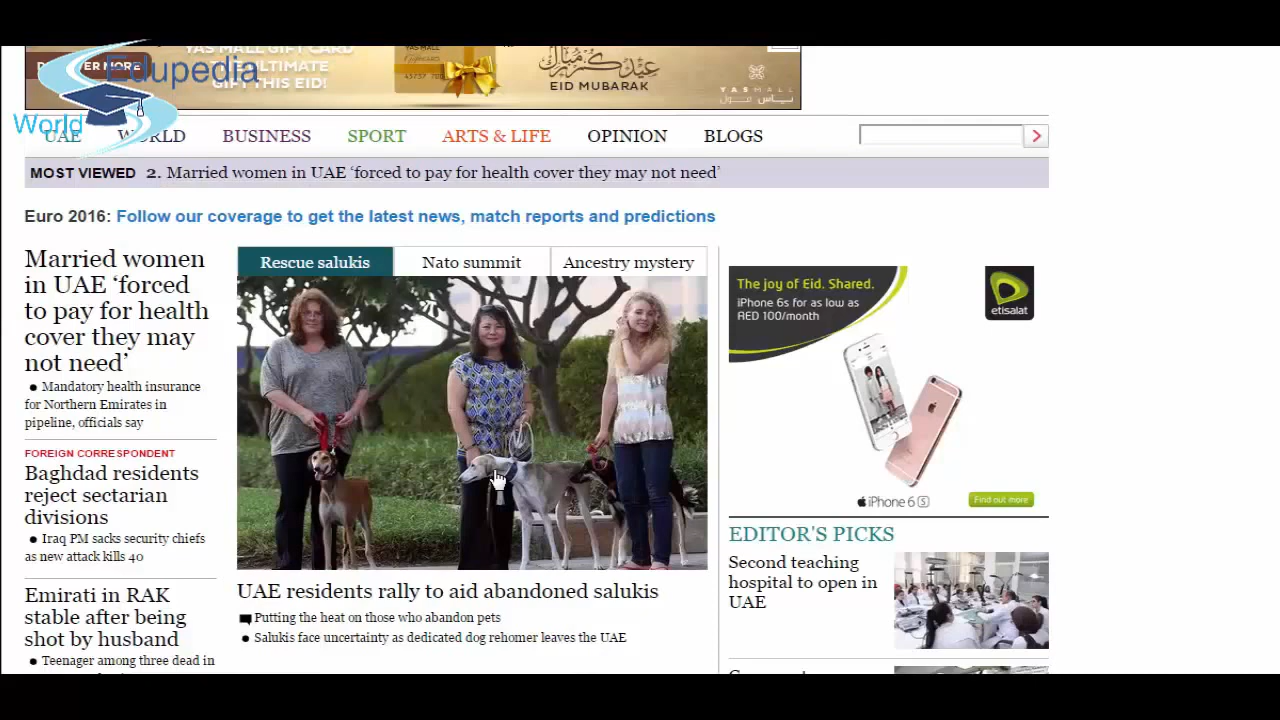 YAS MALL GIFT CARD
THE ULTIMATE
GIFT THIS EID!
عيدكم مبارك
EID MUBARAK
YAS MALL
ياس مول
Edupedia
World
UAE WORLD BUSINESS SPORT ARTS & LIFE OPINION BLOGS
MOST VIEWED 2. Married women in UAE ‘forced to pay for health cover they may not need’
Euro 2016: Follow our coverage to get the latest news, match reports and predictions
Married women
in UAE ‘forced
to pay for health
cover they may
not need’
Mandatory health insurance
for Northern Emirates in
pipeline, officials say
FOREIGN CORRESPONDENT
Baghdad residents
reject sectarian
divisions
Iraq PM sacks security chiefs
as new attack kills 40
Emirati in RAK
stable after being
shot by husband
Teenager among three dead in
Rescue salukis Nato summit Ancestry mystery
UAE residents rally to aid abandoned salukis
Putting the heat on those who abandon pets
Salukis face uncertainty as dedicated dog rehomer leaves the UAE
The joy of Eid. Shared.
iPhone 6s for as low as
AED 100/month
etisalat
iPhone 6s
Find out more
EDITOR'S PICKS
Second teaching
hospital to open in
UAE